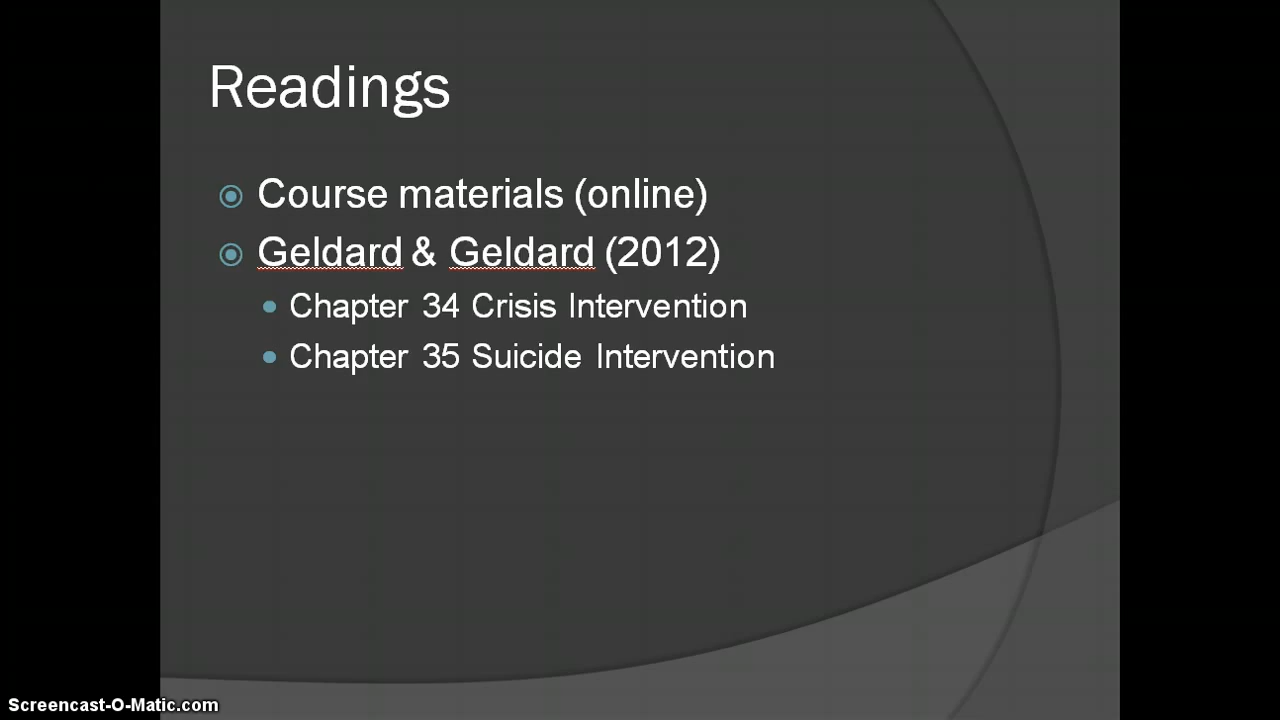 Readings
Course materials (online)
Geldard & Geldard (2012)
Chapter 34 Crisis Intervention
Chapter 35 Suicide Intervention
Screencast-O-Matic.com